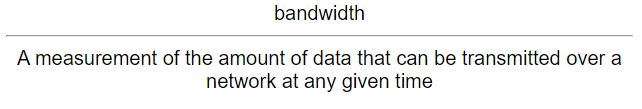 bandwidth
A measurement of the amount of data that can be transmitted over a
network at any given time